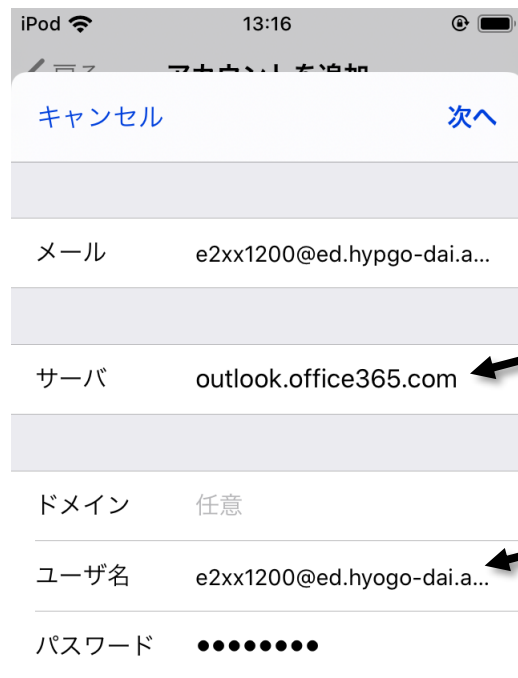 iPod 13:16
キャンセル 次へ
メール e2xx1200@ed.hypgo-dai.a...
サーバ outlook.office365.com
ドメイン 任意
ユーザ名 e2xx1200@ed.hyogo-dai.a...
パスワード ●●●●●●●●